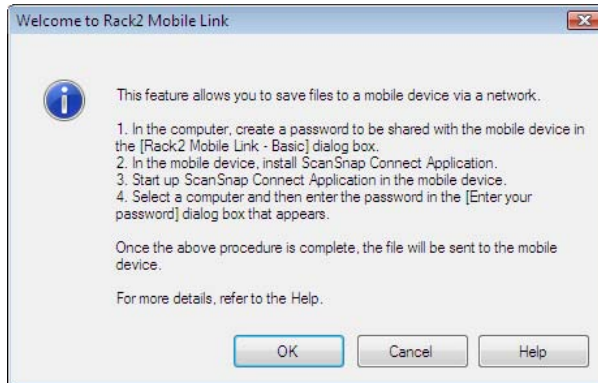 Welcome to Rack2 Mobile Link
This feature allows you to save files to a mobile device via a network.
1. In the computer, create a password to be shared with the mobile device in
the [Rack2 Mobile Link - Basic] dialog box.
2. In the mobile device, install ScanSnap Connect Application.
3. Start up ScanSnap Connect Application in the mobile device.
4. Select a computer and then enter the password in the [Enter your
password] dialog box that appears.
Once the above procedure is complete, the file will be sent to the mobile
device.
For more details, refer to the Help.
OK
Cancel
Help